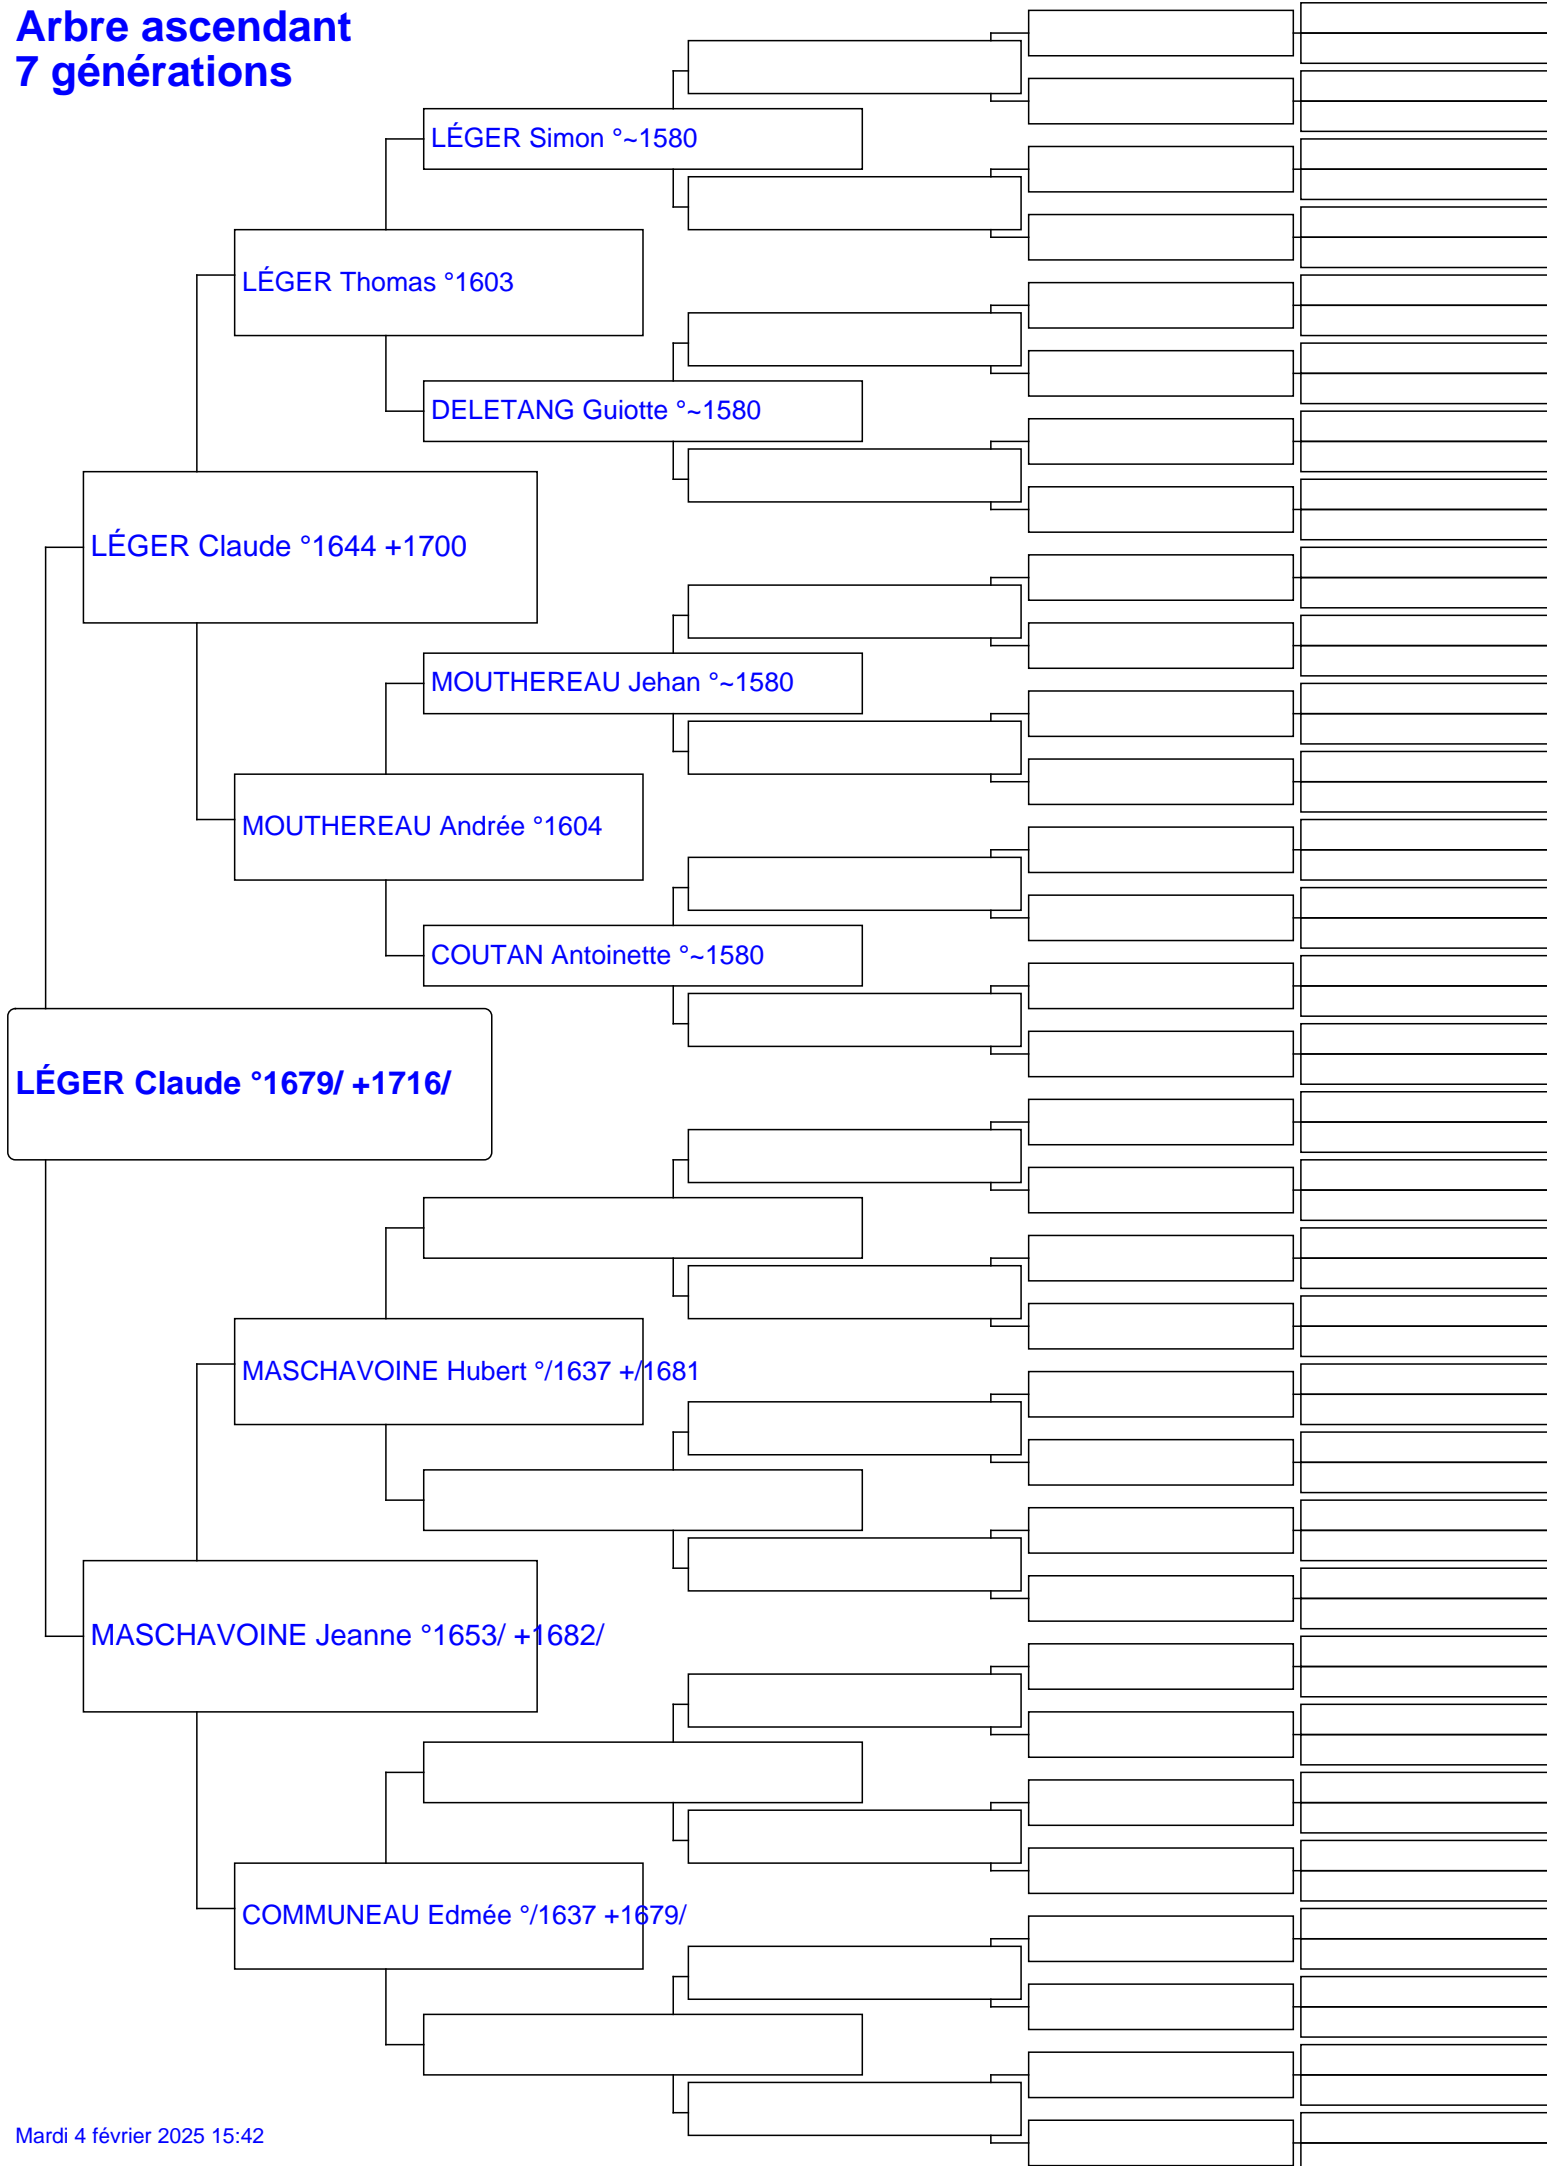 Arbre ascendant
7 générations
LÉGER Simon °~1580
LÉGER Thomas °1603
DELETANG Guiotte °~1580
LÉGER Claude °1644 +1700
MOUTHEREAU Jehan °~1580
MOUTHEREAU Andrée °1604
COUTAN Antoinette °~1580
LÉGER Claude °1679/ +1716/
MASCHAVOINE Hubert °/1637 +/1681
MASCHAVOINE Jeanne °1653/ +1682/
COMMUNEAU Edmée °/1637 +1679/
Mardi 4 février 2025 15:42